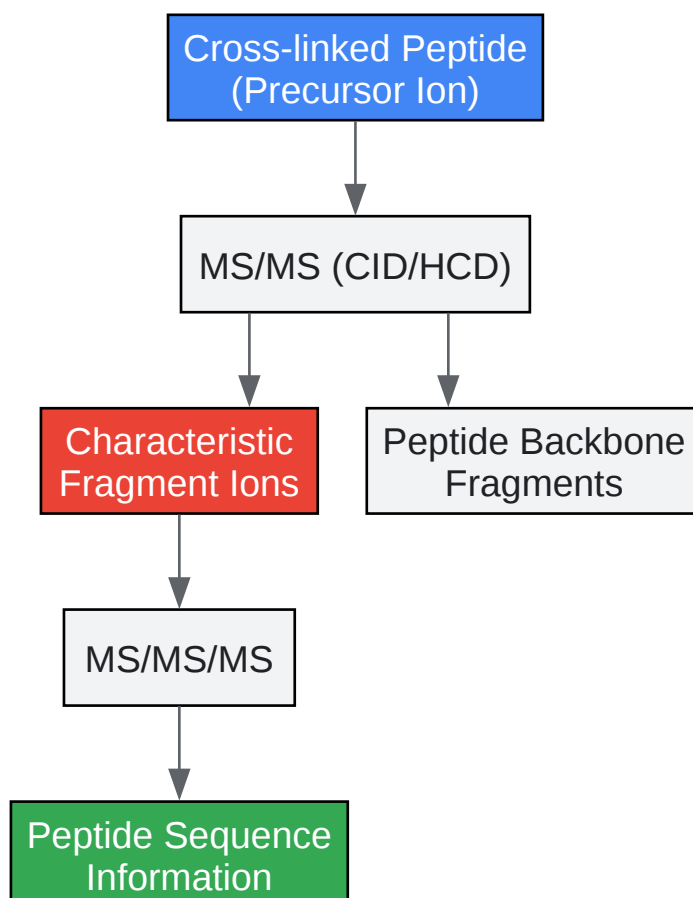 Cross-linked Peptide
(Precursor Ion)
MS/MS (CID/HCD)
Characteristic
Fragment Ions
Peptide Backbone
Fragments
MS/MS/MS
Peptide Sequence
Information